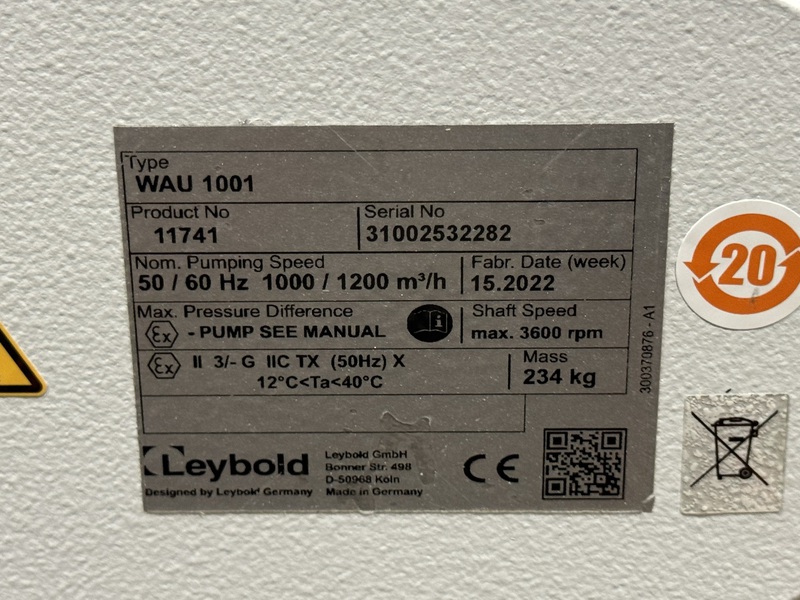 Type
WAU 1001
Product No
11741
Serial No
31002532282
Nom. Pumping Speed
50 / 60 Hz 1000 / 1200 m³/h
Fabr. Date (week)
15.2022
Max. Pressure Difference
Ex - PUMP SEE MANUAL
i
Shaft Speed
max. 3600 rpm
Ex II 3/- G IIC TX (50Hz) X
12°C<Ta<40°C
Mass
234 kg
300370876 - A1
Leybold
Designed by Leybold Germany
Leybold GmbH
Bonner Str. 498
D-50968 Köln
Made in Germany
CE
20